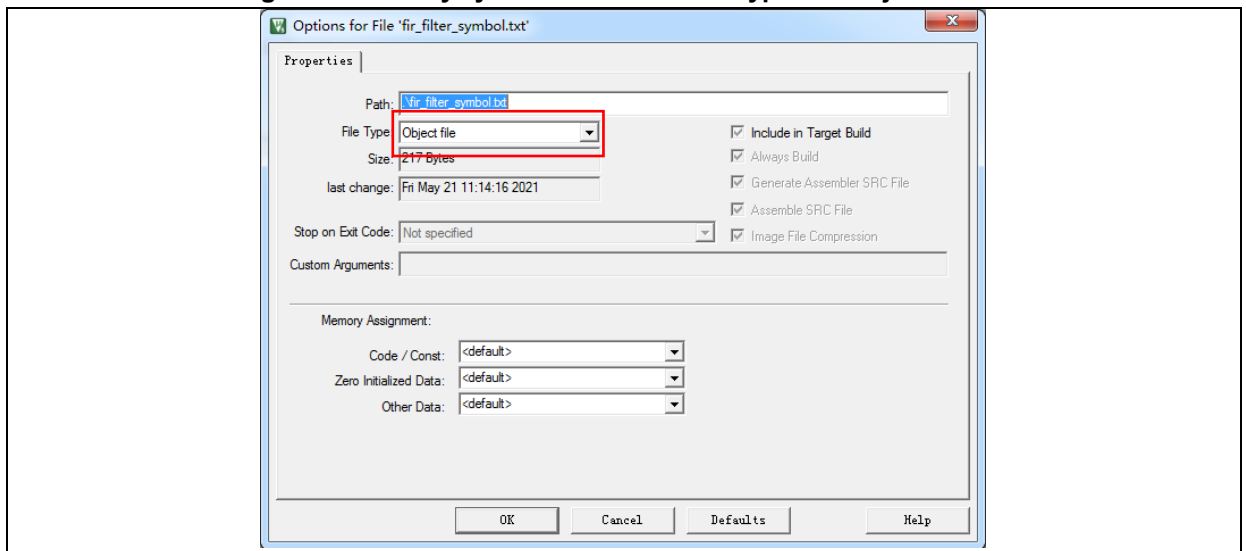 Options for File 'fir_filter_symbol.txt'
Properties
Path: .\fir_filter_symbol.txt
File Type: Object file
Include in Target Build
Size: 217 Bytes
Always Build
last change: Fri May 21 11:14:16 2021
Generate Assembler SRC File
Assemble SRC File
Stop on Exit Code: Not specified
Image File Compression
Custom Arguments:
Memory Assignment:
Code / Const: <default>
Zero Initialized Data: <default>
Other Data: <default>
OK Cancel Defaults Help